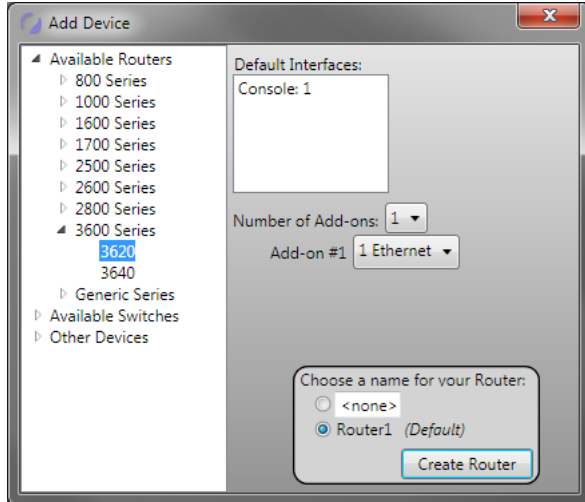 Add Device
Available Routers
800 Series
1000 Series
1600 Series
1700 Series
2500 Series
2600 Series
2800 Series
3600 Series
3620
3640
Generic Series
Available Switches
Other Devices
Default Interfaces:
Console: 1
Number of Add-ons: 1
Add-on #1 1 Ethernet
Choose a name for your Router:
<none>
Router1 (Default)
Create Router